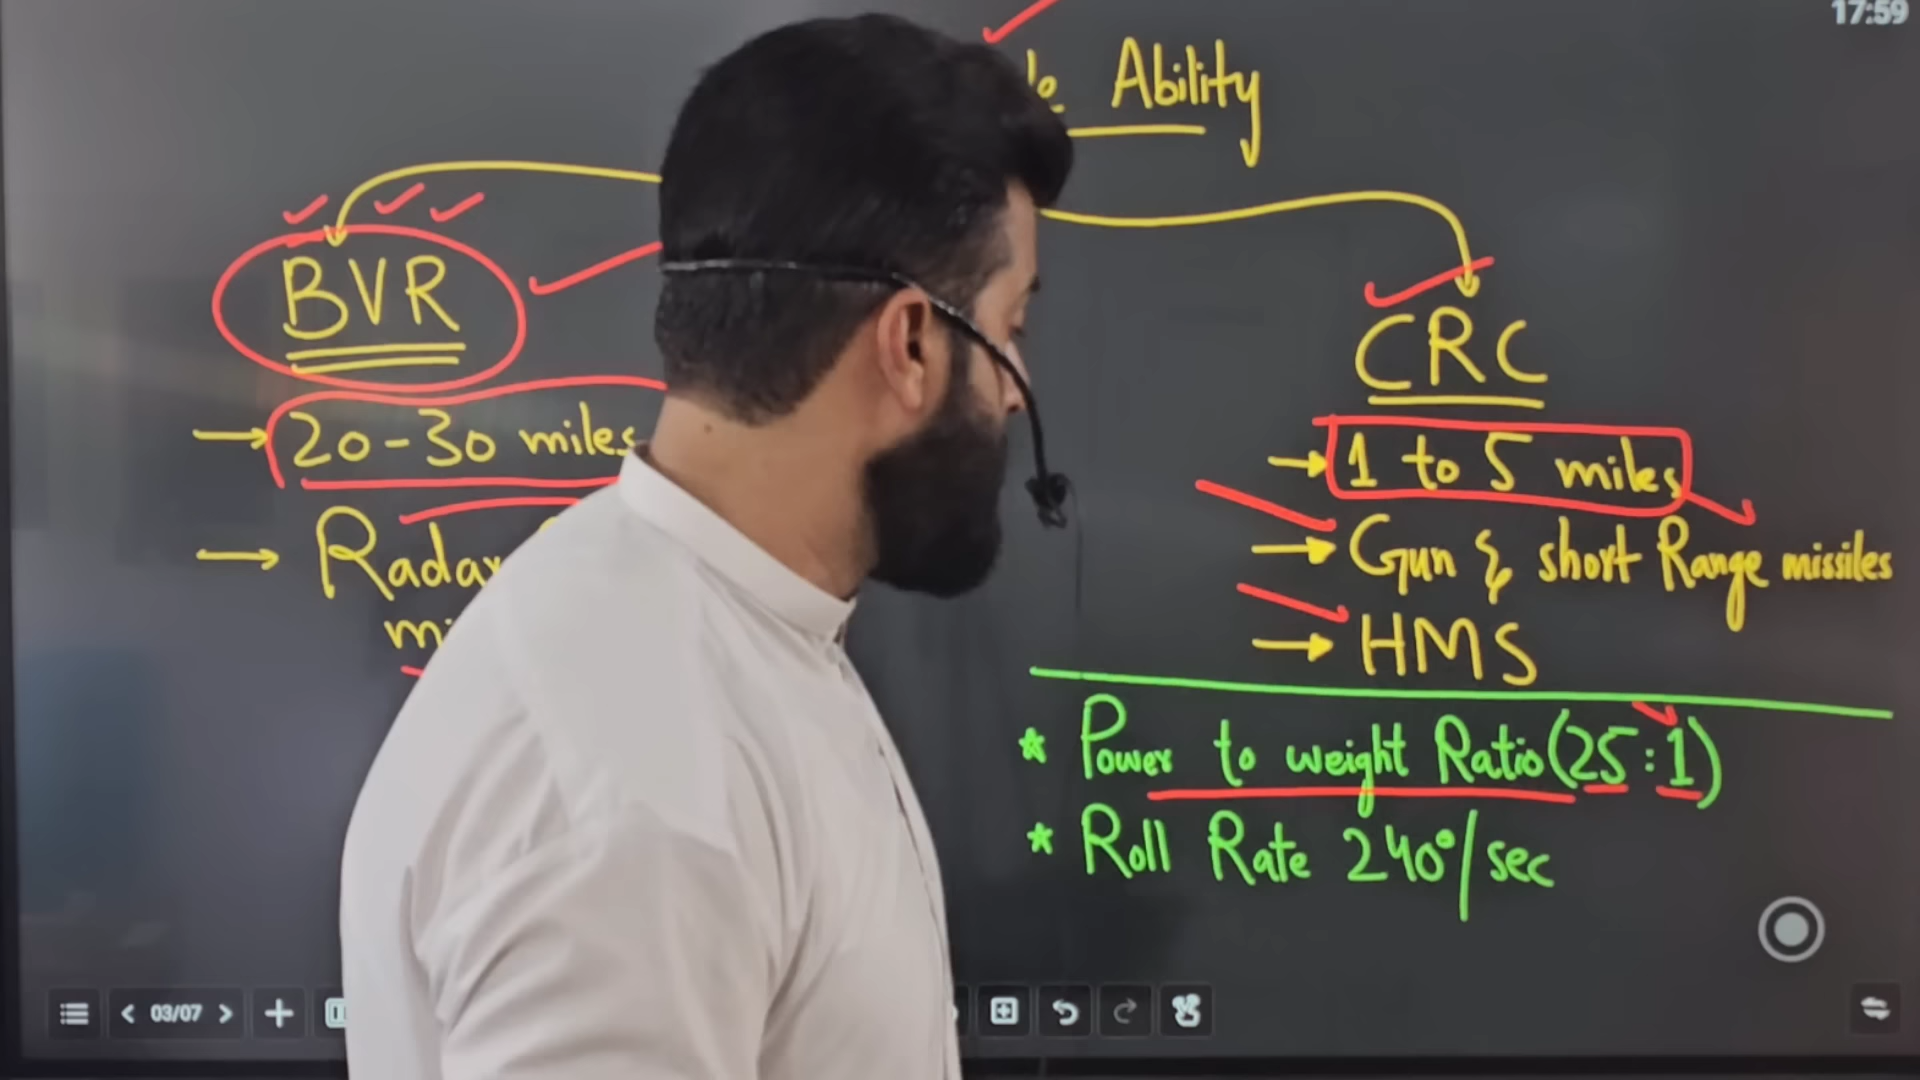 17:59
Ability
BVR
20-30 miles
Radar
CRC
1 to 5 miles
Gun & short Range missiles
HMS
* Power to weight Ratio (25:1)
* Roll Rate 240°/sec
03/07